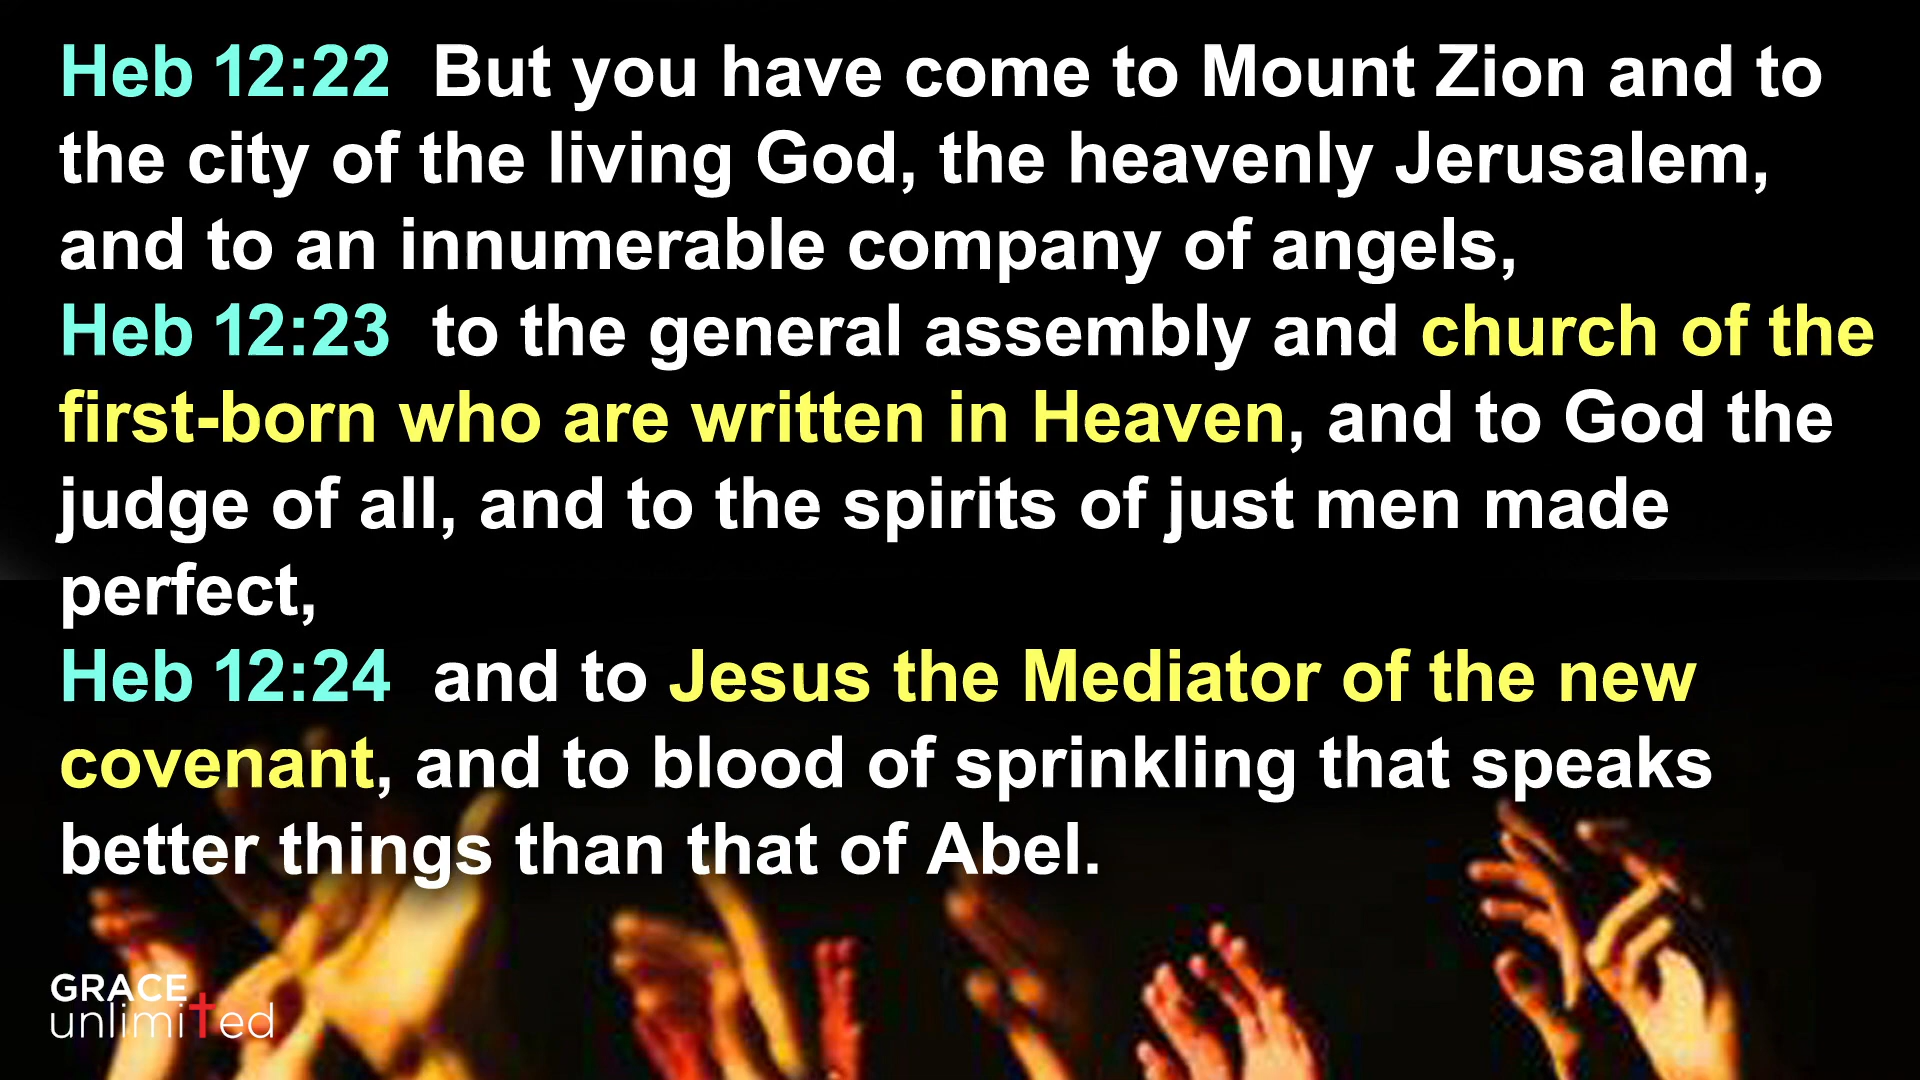 Heb 12:22  But you have come to Mount Zion and to
the city of the living God, the heavenly Jerusalem,
and to an innumerable company of angels,
Heb 12:23  to the general assembly and church of the
first-born who are written in Heaven, and to God the
judge of all, and to the spirits of just men made
perfect,
Heb 12:24  and to Jesus the Mediator of the new
covenant, and to blood of sprinkling that speaks
better things than that of Abel.
GRACE
unlimited